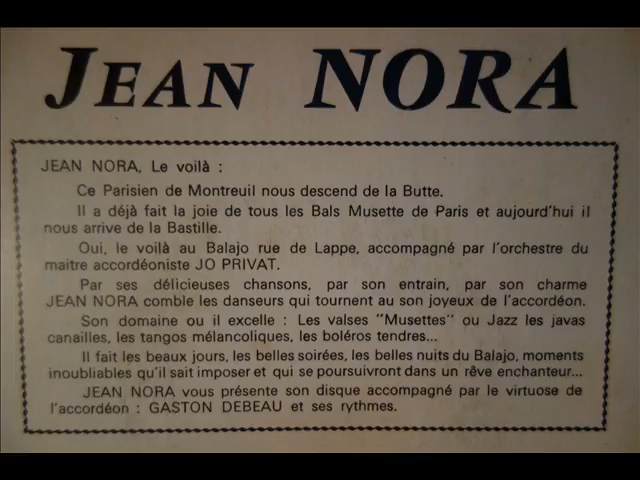 JEAN NORA
JEAN NORA, Le voilà :
Ce Parisien de Montreuil nous descend de la Butte.
Il a déjà fait la joie de tous les Bals Musette de Paris et aujourd'hui il
nous arrive de la Bastille.
Oui, le voilà au Balajo rue de Lappe, accompagné par l'orchestre du
maitre accordéoniste JO PRIVAT.
Par ses délicieuses chansons, par son entrain, par son charme
JEAN NORA comble les danseurs qui tournent au son joyeux de l'accordéon.
Son domaine ou il excelle : Les valses "Musettes" ou Jazz les javas
canailles, les tangos mélancoliques, les boléros tendres...
Il fait les beaux jours, les belles soirées, les belles nuits du Balajo, moments
inoubliables qu'il sait imposer et qui se poursuivront dans un rêve enchanteur...
JEAN NORA vous présente son disque accompagné par le virtuose de
l'accordéon : GASTON DEBEAU et ses rythmes.